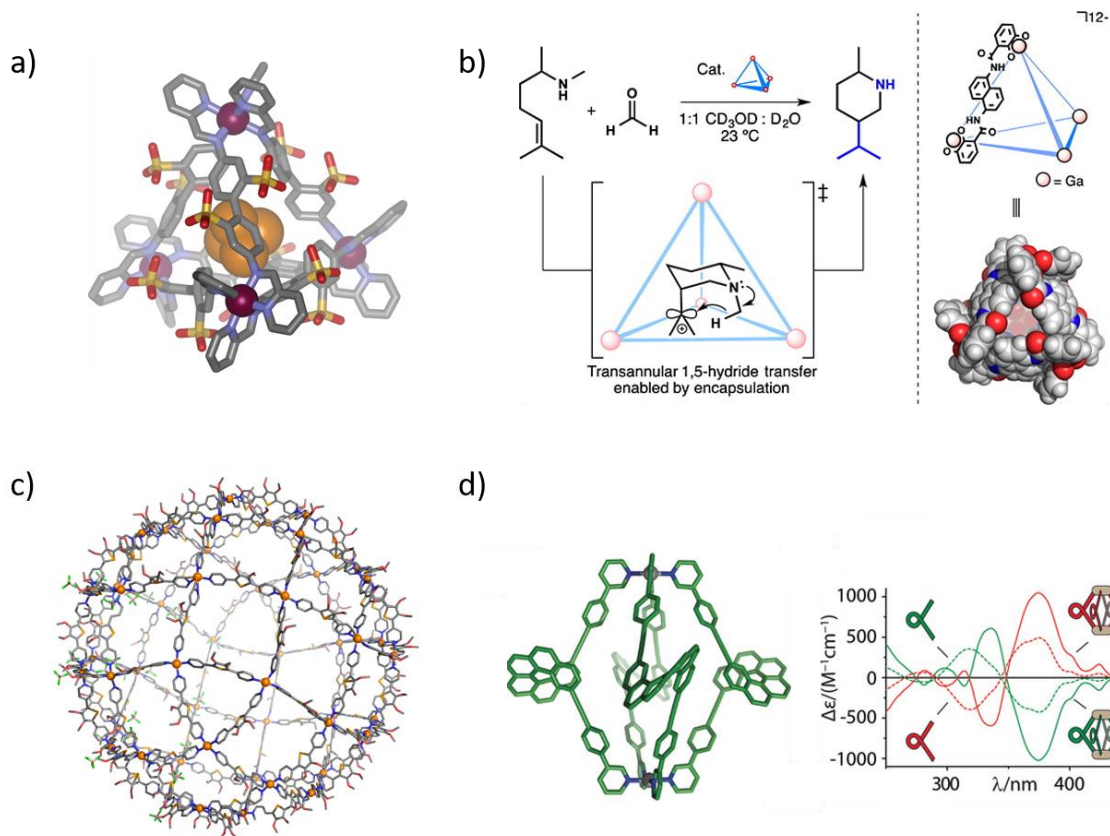 a)
b)
N
H
+
O
H
H
Cat.
1:1 CD3OD : D2O
23 ºC
NH
‡
N
H
⊕
Transannular 1,5-hydride transfer
enabled by encapsulation
12-
O
O
O
NH
HN
O
O
O
= Ga
c)
d)
Δε/(M⁻¹cm⁻¹)
1000
500
0
-500
-1000
300
λ/nm
400